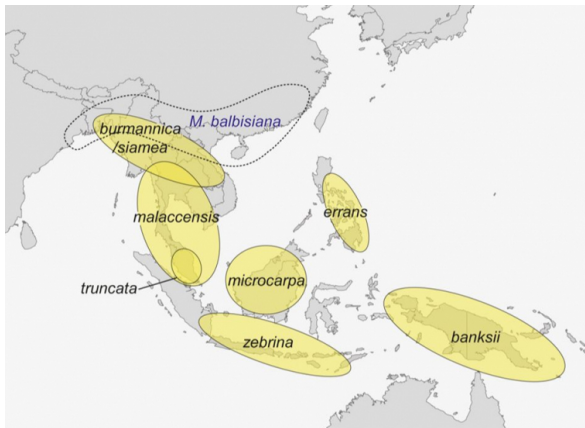 M. balbisiana
burmannica
/siamea
malaccensis
errans
truncata
microcarpa
zebrina
banksii